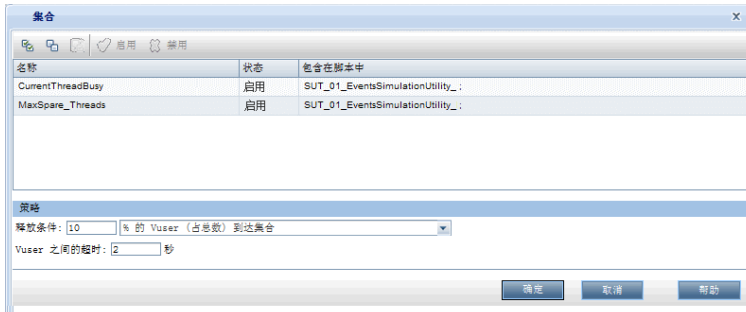 集合
启用 禁用
名称 状态 包含在脚本中
CurrentThreadBusy 启用 SUT_01_EventsSimulationUtility_ ;
MaxSpare_Threads 启用 SUT_01_EventsSimulationUtility_ ;
策略
释放条件: 10 % 的 Vuser (占总数) 到达集合
Vuser 之间的超时: 2 秒
确定 取消 帮助